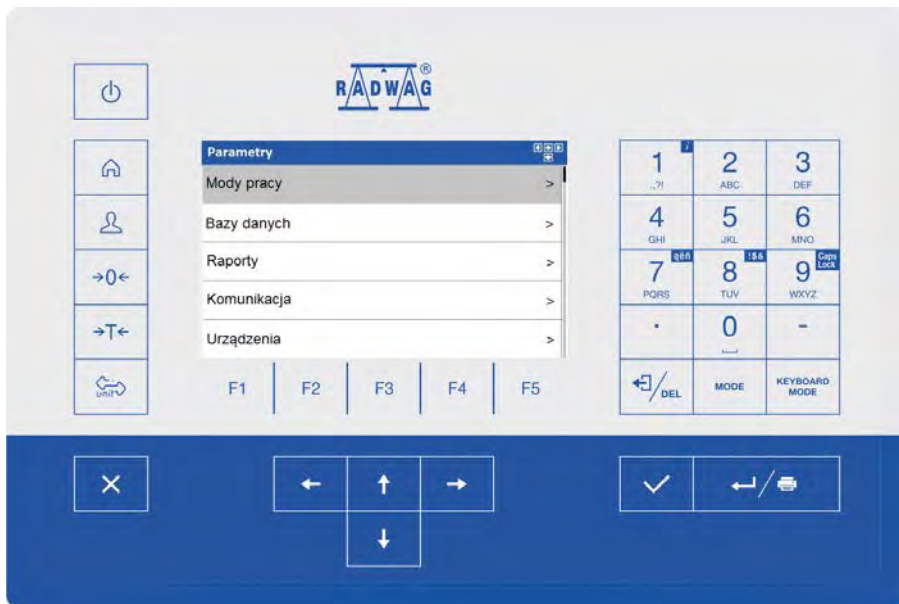 RADWAG®
Parametry
Mody pracy >
Bazy danych >
Raporty >
Komunikacja >
Urządzenia >
→0←
→T←
unit
F1 F2 F3 F4 F5
1 i 2 3
.,?! ABC DEF
4 5 6
GHI JKL MNO
7 ąëñ 8 !$& 9 Caps Lock
PQRS TUV WXYZ
. 0 -
/DEL MODE KEYBOARD MODE